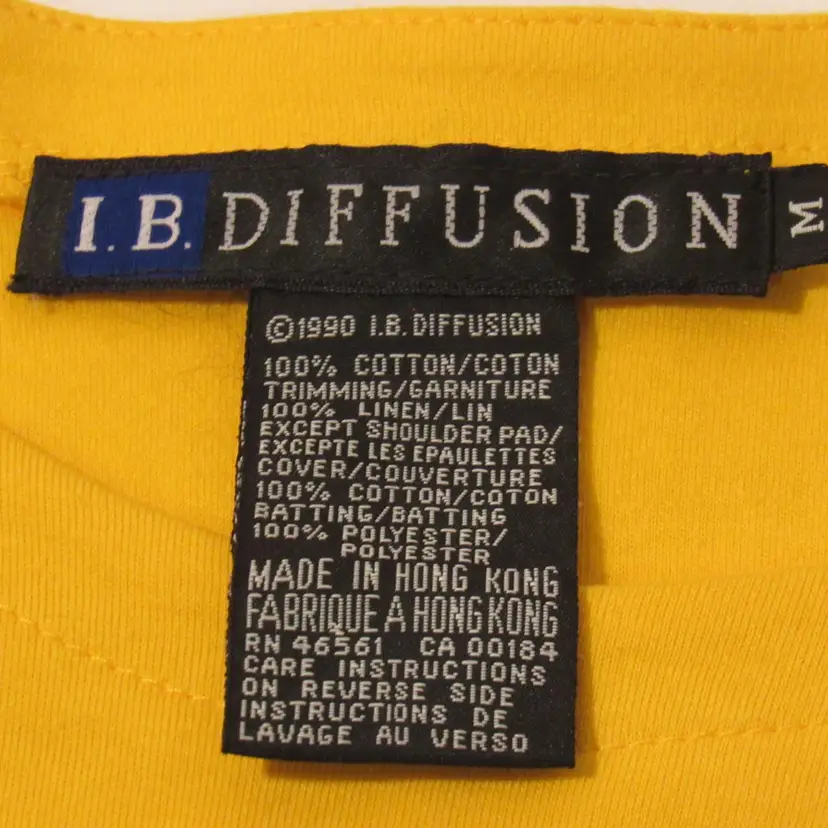 I.B. DIFFUSION
M
©1990 I.B. DIFFUSION
100% COTTON/COTON
TRIMMING/GARNITURE
100% LINEN/LIN
EXCEPT SHOULDER PAD/
EXCEPTE LES EPAULETTES
COVER/COUVERTURE
100% COTTON/COTON
BATTING/BATTING
100% POLYESTER/
POLYESTER
MADE IN HONG KONG
FABRIQUE A HONG KONG
RN 46561 CA 00184
CARE INSTRUCTIONS
ON REVERSE SIDE
INSTRUCTIONS DE
LAVAGE AU VERSO